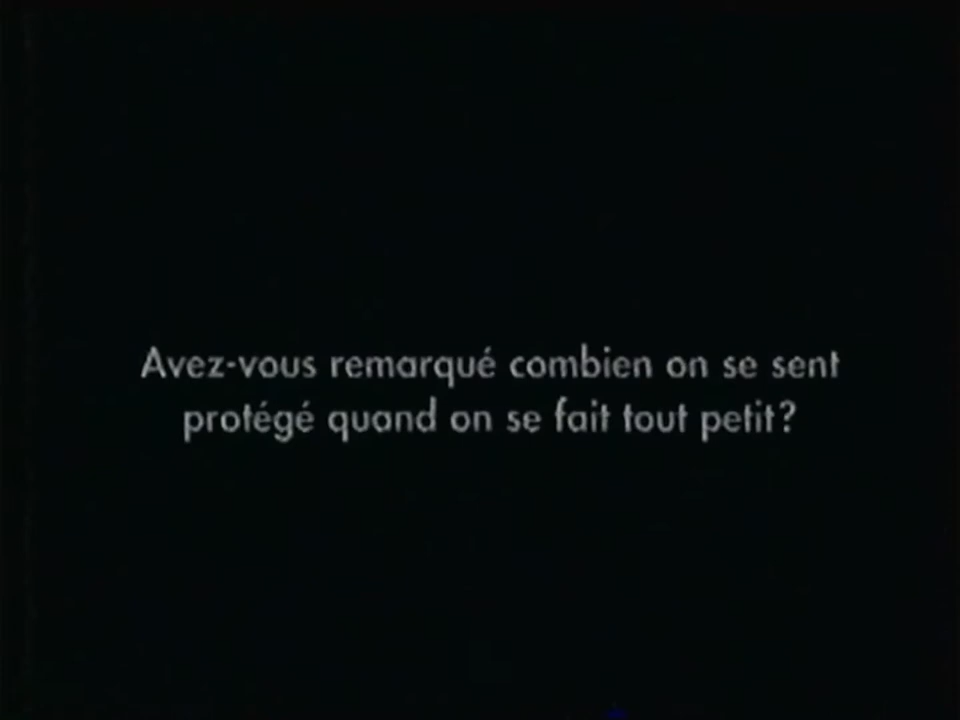 Avez-vous remarqué combien on se sent
protégé quand on se fait tout petit?